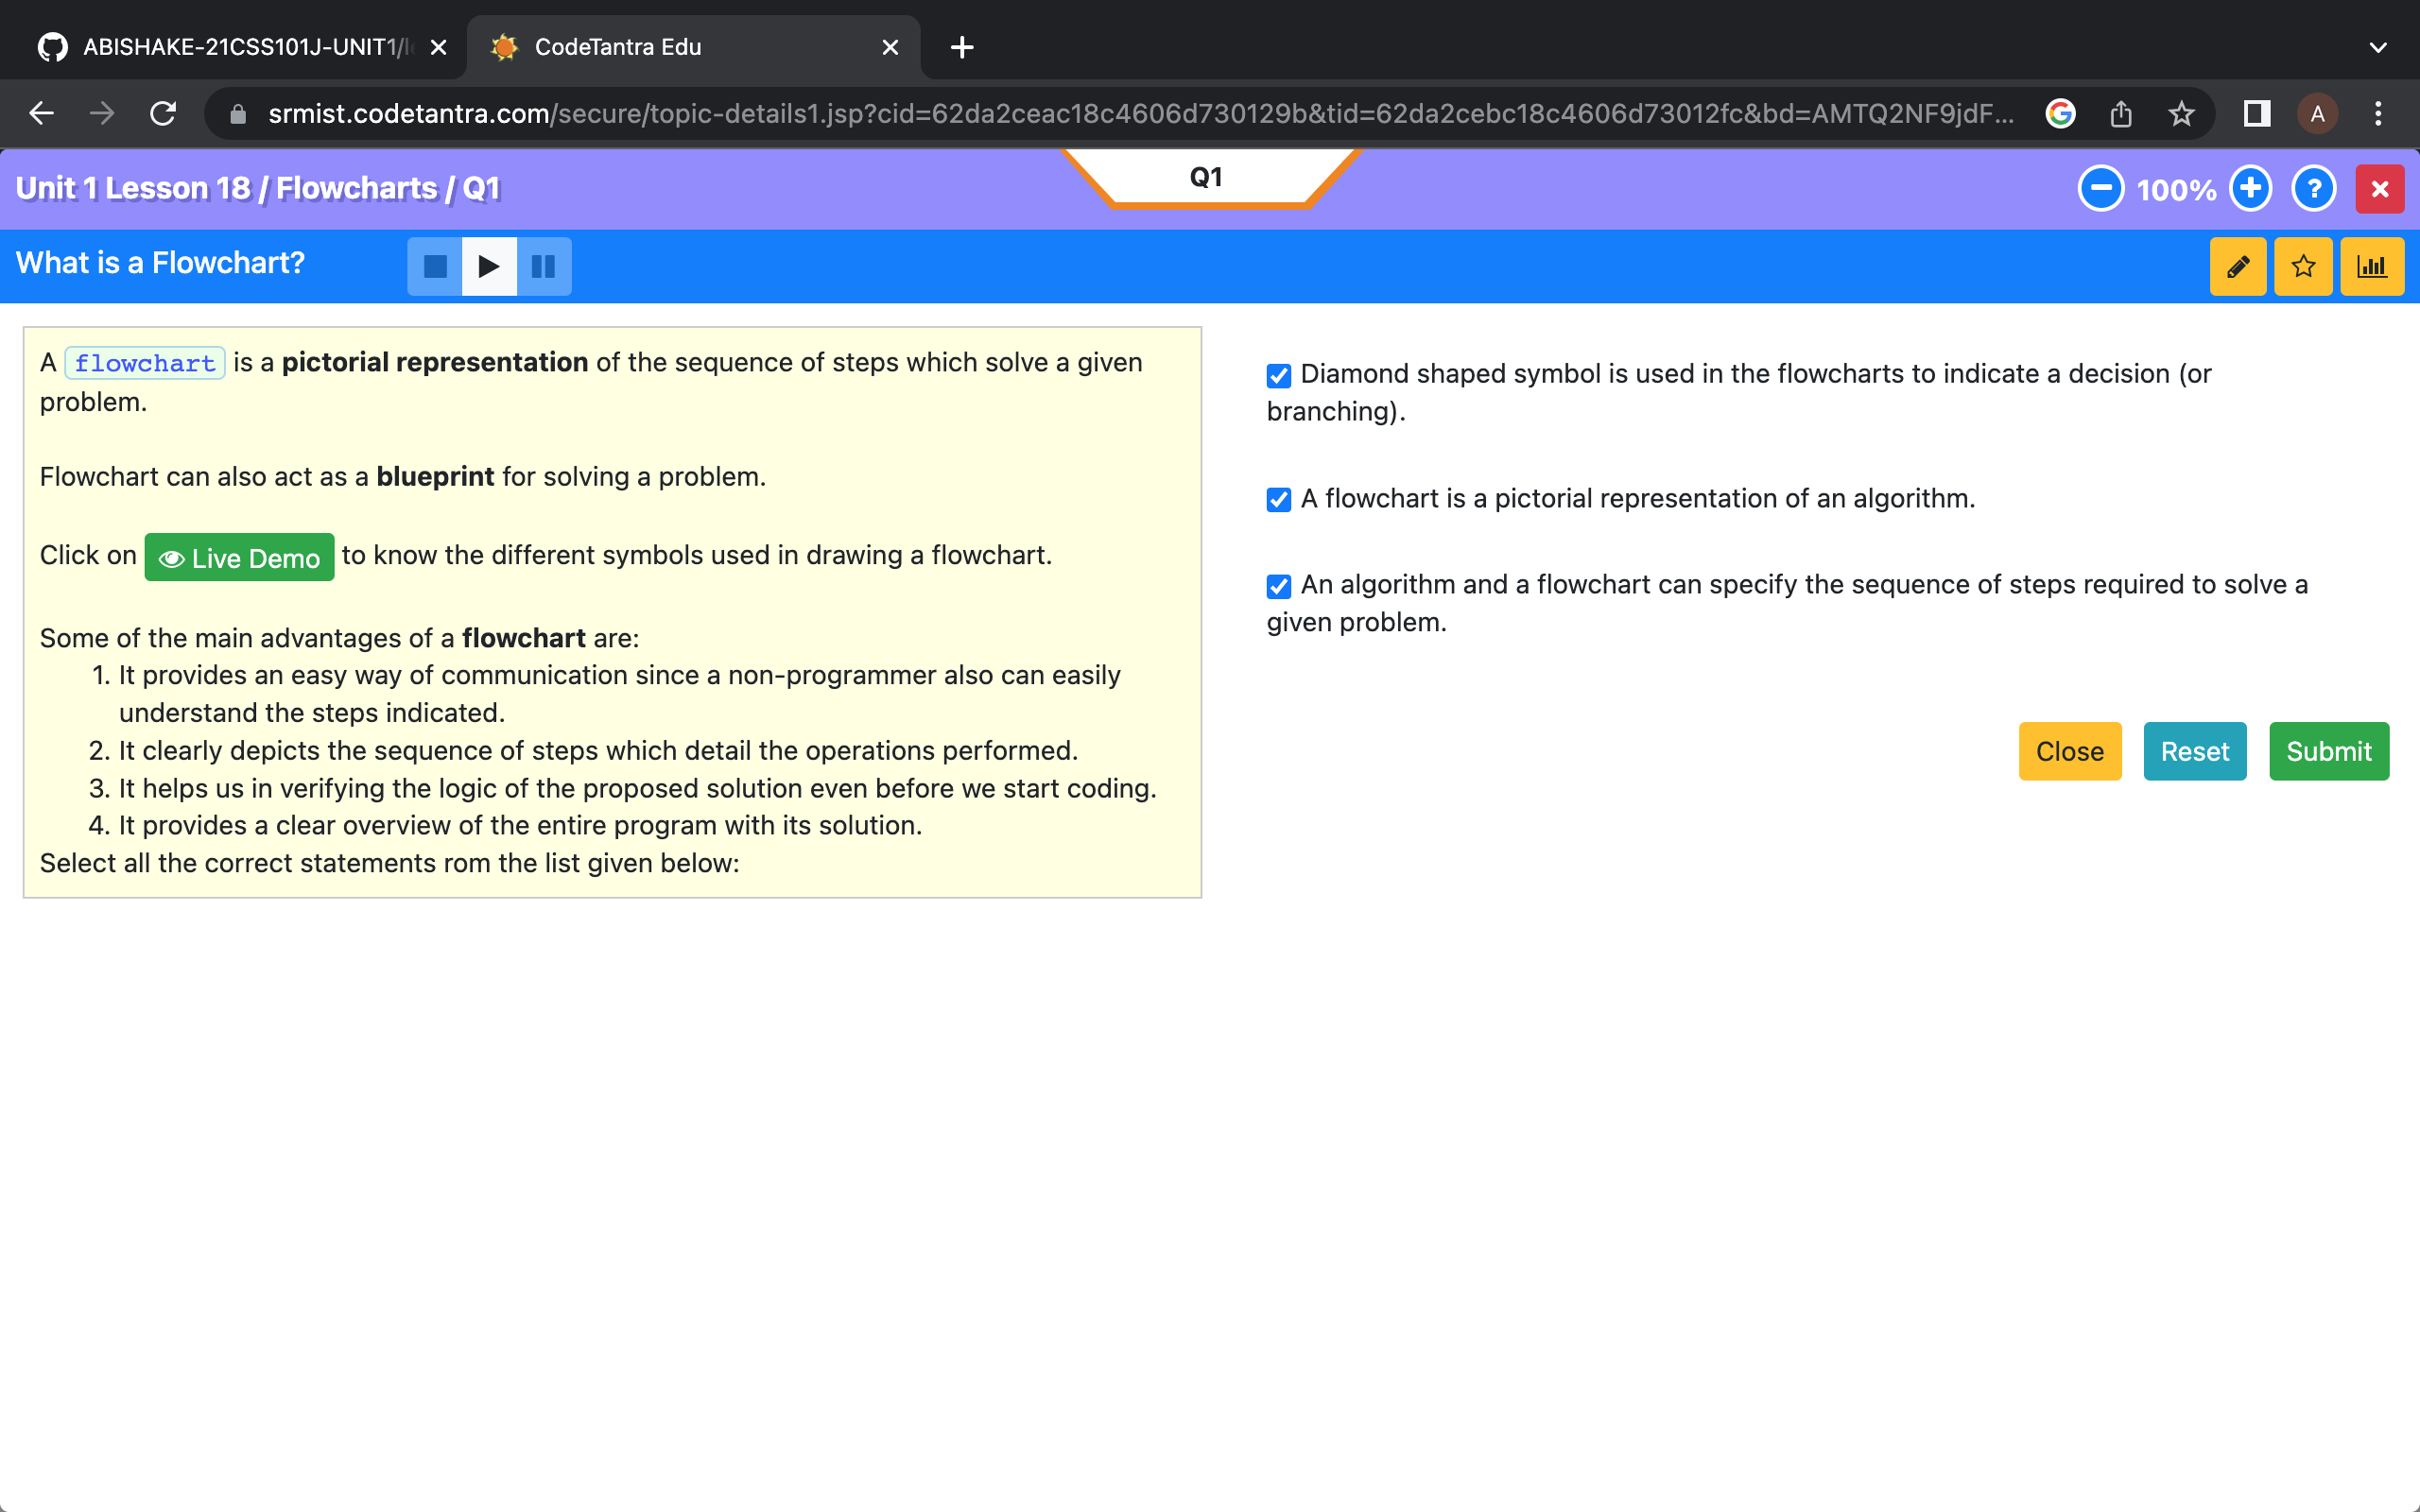 ABISHAKE-21CSS101J-UNIT1/
CodeTantra Edu
srmist.codetantra.com/secure/topic-details1.jsp?cid=62da2ceac18c4606d730129b&tid=62da2cebc18c4606d73012fc&bd=AMTQ2NF9jdF...
A
Unit 1 Lesson 18 / Flowcharts / Q1
Q1
100%
?
What is a Flowchart?
A flowchart is a pictorial representation of the sequence of steps which solve a given
problem.
Flowchart can also act as a blueprint for solving a problem.
Click on Live Demo to know the different symbols used in drawing a flowchart.
Some of the main advantages of a flowchart are:
1. It provides an easy way of communication since a non-programmer also can easily
understand the steps indicated.
2. It clearly depicts the sequence of steps which detail the operations performed.
3. It helps us in verifying the logic of the proposed solution even before we start coding.
4. It provides a clear overview of the entire program with its solution.
Select all the correct statements rom the list given below:
Diamond shaped symbol is used in the flowcharts to indicate a decision (or
branching).
A flowchart is a pictorial representation of an algorithm.
An algorithm and a flowchart can specify the sequence of steps required to solve a
given problem.
Close
Reset
Submit